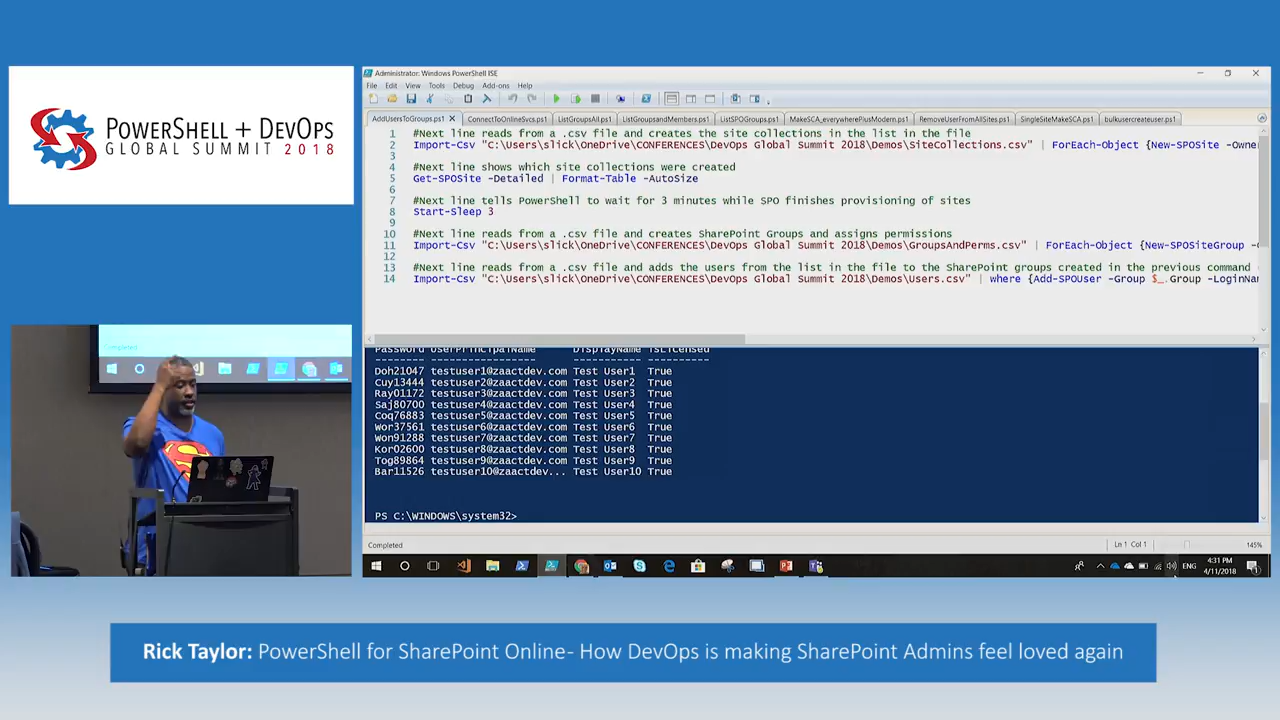 POWERSHELL + DEVOPS
GLOBAL SUMMIT 2018
Administrator: Windows PowerShell ISE
File Edit View Tools Debug Add-ons Help
AddUsersToGroups.ps1 ConnectToOnlineSvcs.ps1 ListGroupsAll.ps1 ListGroupsandMembers.ps1 ListSPOGroups.ps1 MakeSCA_everywherePlusModern.ps1 RemoveUserFromAllSites.ps1 SingleSiteMakeSCA.ps1 bulkusercreateuser.ps1
1 #Next line reads from a .csv file and creates the site collections in the list in the file
2 Import-Csv "C:\Users\slick\OneDrive\CONFERENCES\DevOps Global Summit 2018\Demos\SiteCollections.csv" | ForEach-Object {New-SPOSite -Owne
3
4 #Next line shows which site collections were created
5 Get-SPOSite -Detailed | Format-Table -AutoSize
6
7 #Next line tells PowerShell to wait for 3 minutes while SPO finishes provisioning of sites
8 Start-Sleep 3
9
10 #Next line reads from a .csv file and creates SharePoint Groups and assigns permissions
11 Import-Csv "C:\Users\slick\OneDrive\CONFERENCES\DevOps Global Summit 2018\Demos\GroupsAndPerms.csv" | ForEach-Object {New-SPOSiteGroup -
12
13 #Next line reads from a .csv file and adds the users from the list in the file to the SharePoint groups created in the previous command
14 Import-Csv "C:\Users\slick\OneDrive\CONFERENCES\DevOps Global Summit 2018\Demos\Users.csv" | where {Add-SPOUser -Group $_.Group -LoginNam
Password UserPrincipalName DisplayName IsLicensed
-------- ----------------- ----------- ----------
Doh21047 testuser1@zaactdev.com Test User1 True
Cuy13444 testuser2@zaactdev.com Test User2 True
Ray01172 testuser3@zaactdev.com Test User3 True
Saj80700 testuser4@zaactdev.com Test User4 True
Coq76883 testuser5@zaactdev.com Test User5 True
Wor37561 testuser6@zaactdev.com Test User6 True
Won91288 testuser7@zaactdev.com Test User7 True
Kor02600 testuser8@zaactdev.com Test User8 True
Tog89864 testuser9@zaactdev.com Test User9 True
Bar11526 testuser10@zaactdev... Test User10 True
PS C:\WINDOWS\system32>
Completed Ln 1 Col 1 145%
ENG 4:31 PM
4/11/2018
Completed
Rick Taylor: PowerShell for SharePoint Online- How DevOps is making SharePoint Admins feel loved again